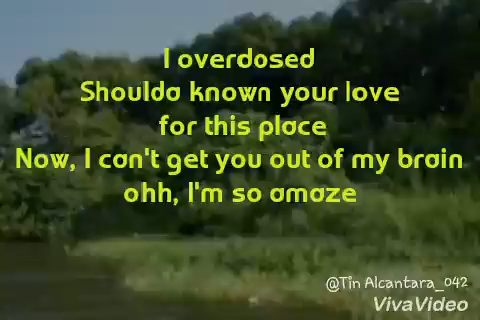 I overdosed
Shoulda known your love
for this place
Now, I can't get you out of my brain
ohh, I'm so amaze
@Tin Alcantara_042
VivaVideo